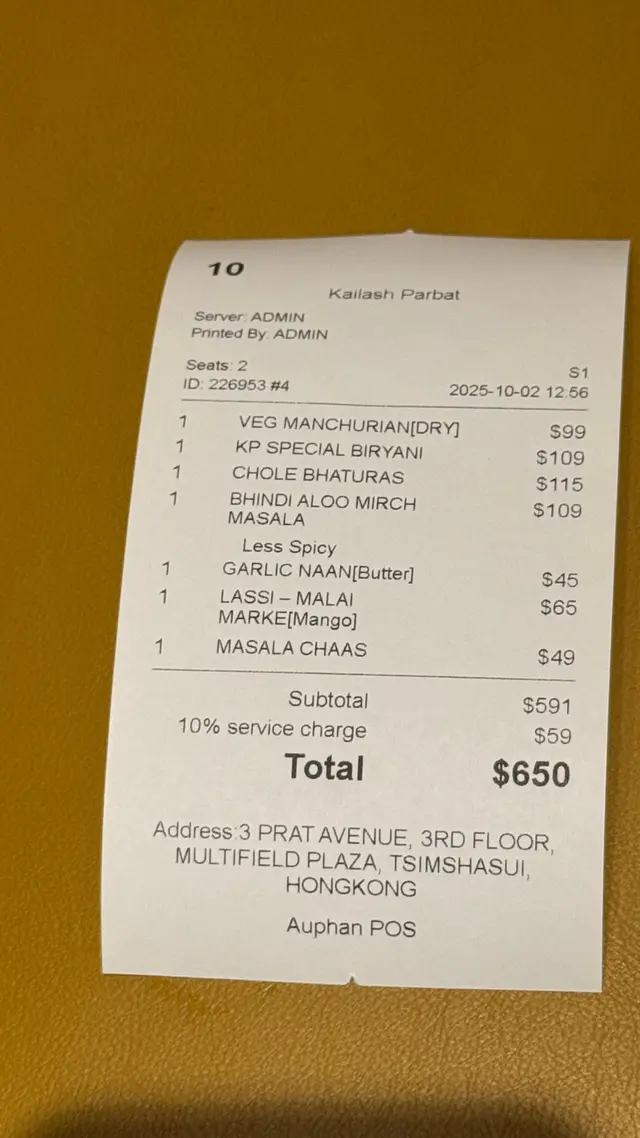 10
Kailash Parbat
Server: ADMIN
Printed By: ADMIN
Seats: 2 S1
ID: 226953 #4 2025-10-02 12:56
1 VEG MANCHURIAN[DRY] $99
1 KP SPECIAL BIRYANI $109
1 CHOLE BHATURAS $115
1 BHINDI ALOO MIRCH $109
MASALA
Less Spicy
1 GARLIC NAAN[Butter] $45
1 LASSI – MALAI $65
MARKE[Mango]
1 MASALA CHAAS $49
Subtotal $591
10% service charge $59
Total $650
Address:3 PRAT AVENUE, 3RD FLOOR,
MULTIFIELD PLAZA, TSIMSHASUI,
HONGKONG
Auphan POS